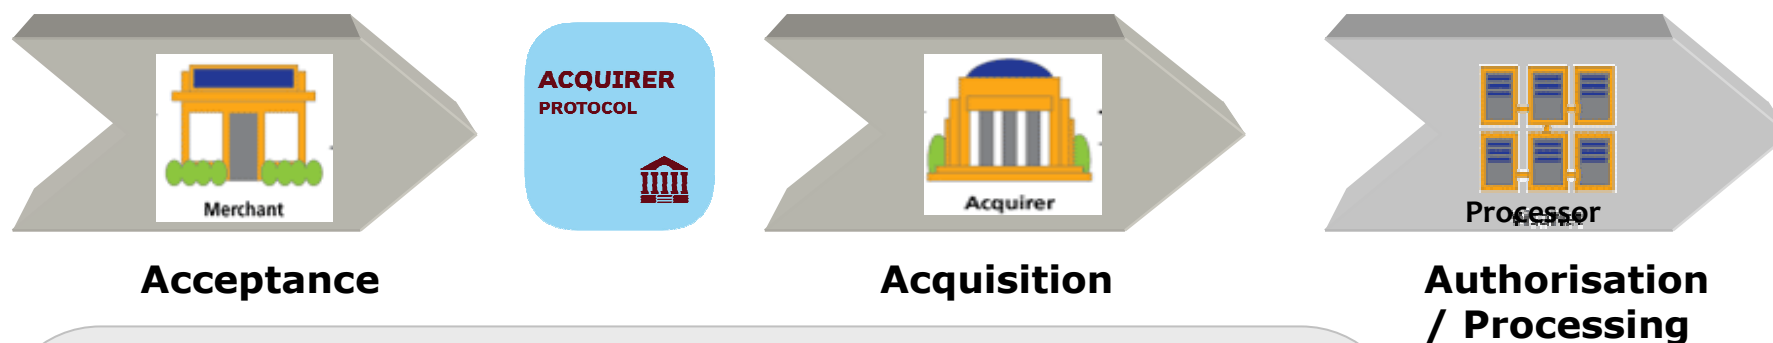 ACQUIRER
PROTOCOL
Merchant
Acquirer
Processor
Acceptance
Acquisition
Authorisation
/ Processing